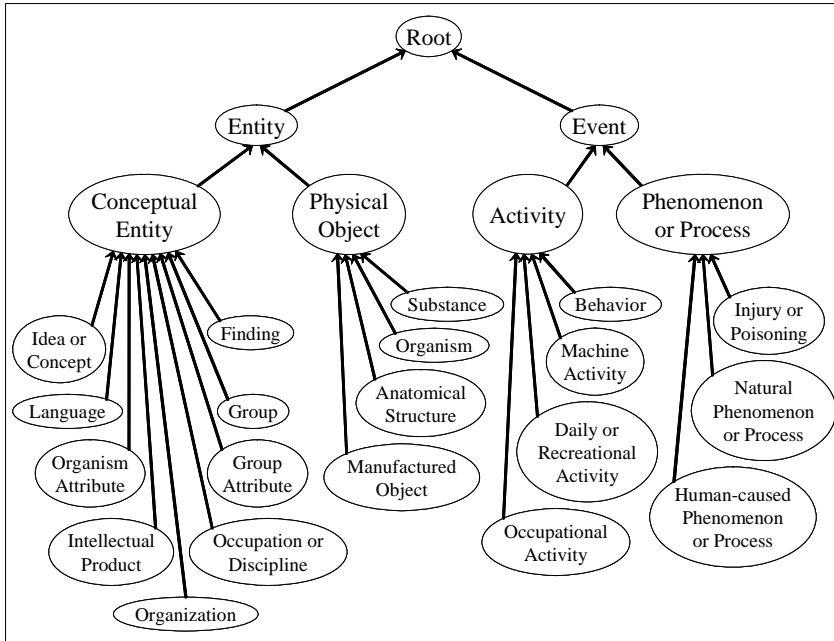 Root
Entity
Event
Conceptual
Entity
Physical
Object
Activity
Phenomenon
or Process
Idea or
Concept
Language
Organism
Attribute
Intellectual
Product
Organization
Finding
Group
Group
Attribute
Occupation or
Discipline
Substance
Organism
Anatomical
Structure
Manufactured
Object
Behavior
Machine
Activity
Daily or
Recreational
Activity
Occupational
Activity
Injury or
Poisoning
Natural
Phenomenon
or Process
Human-caused
Phenomenon
or Process